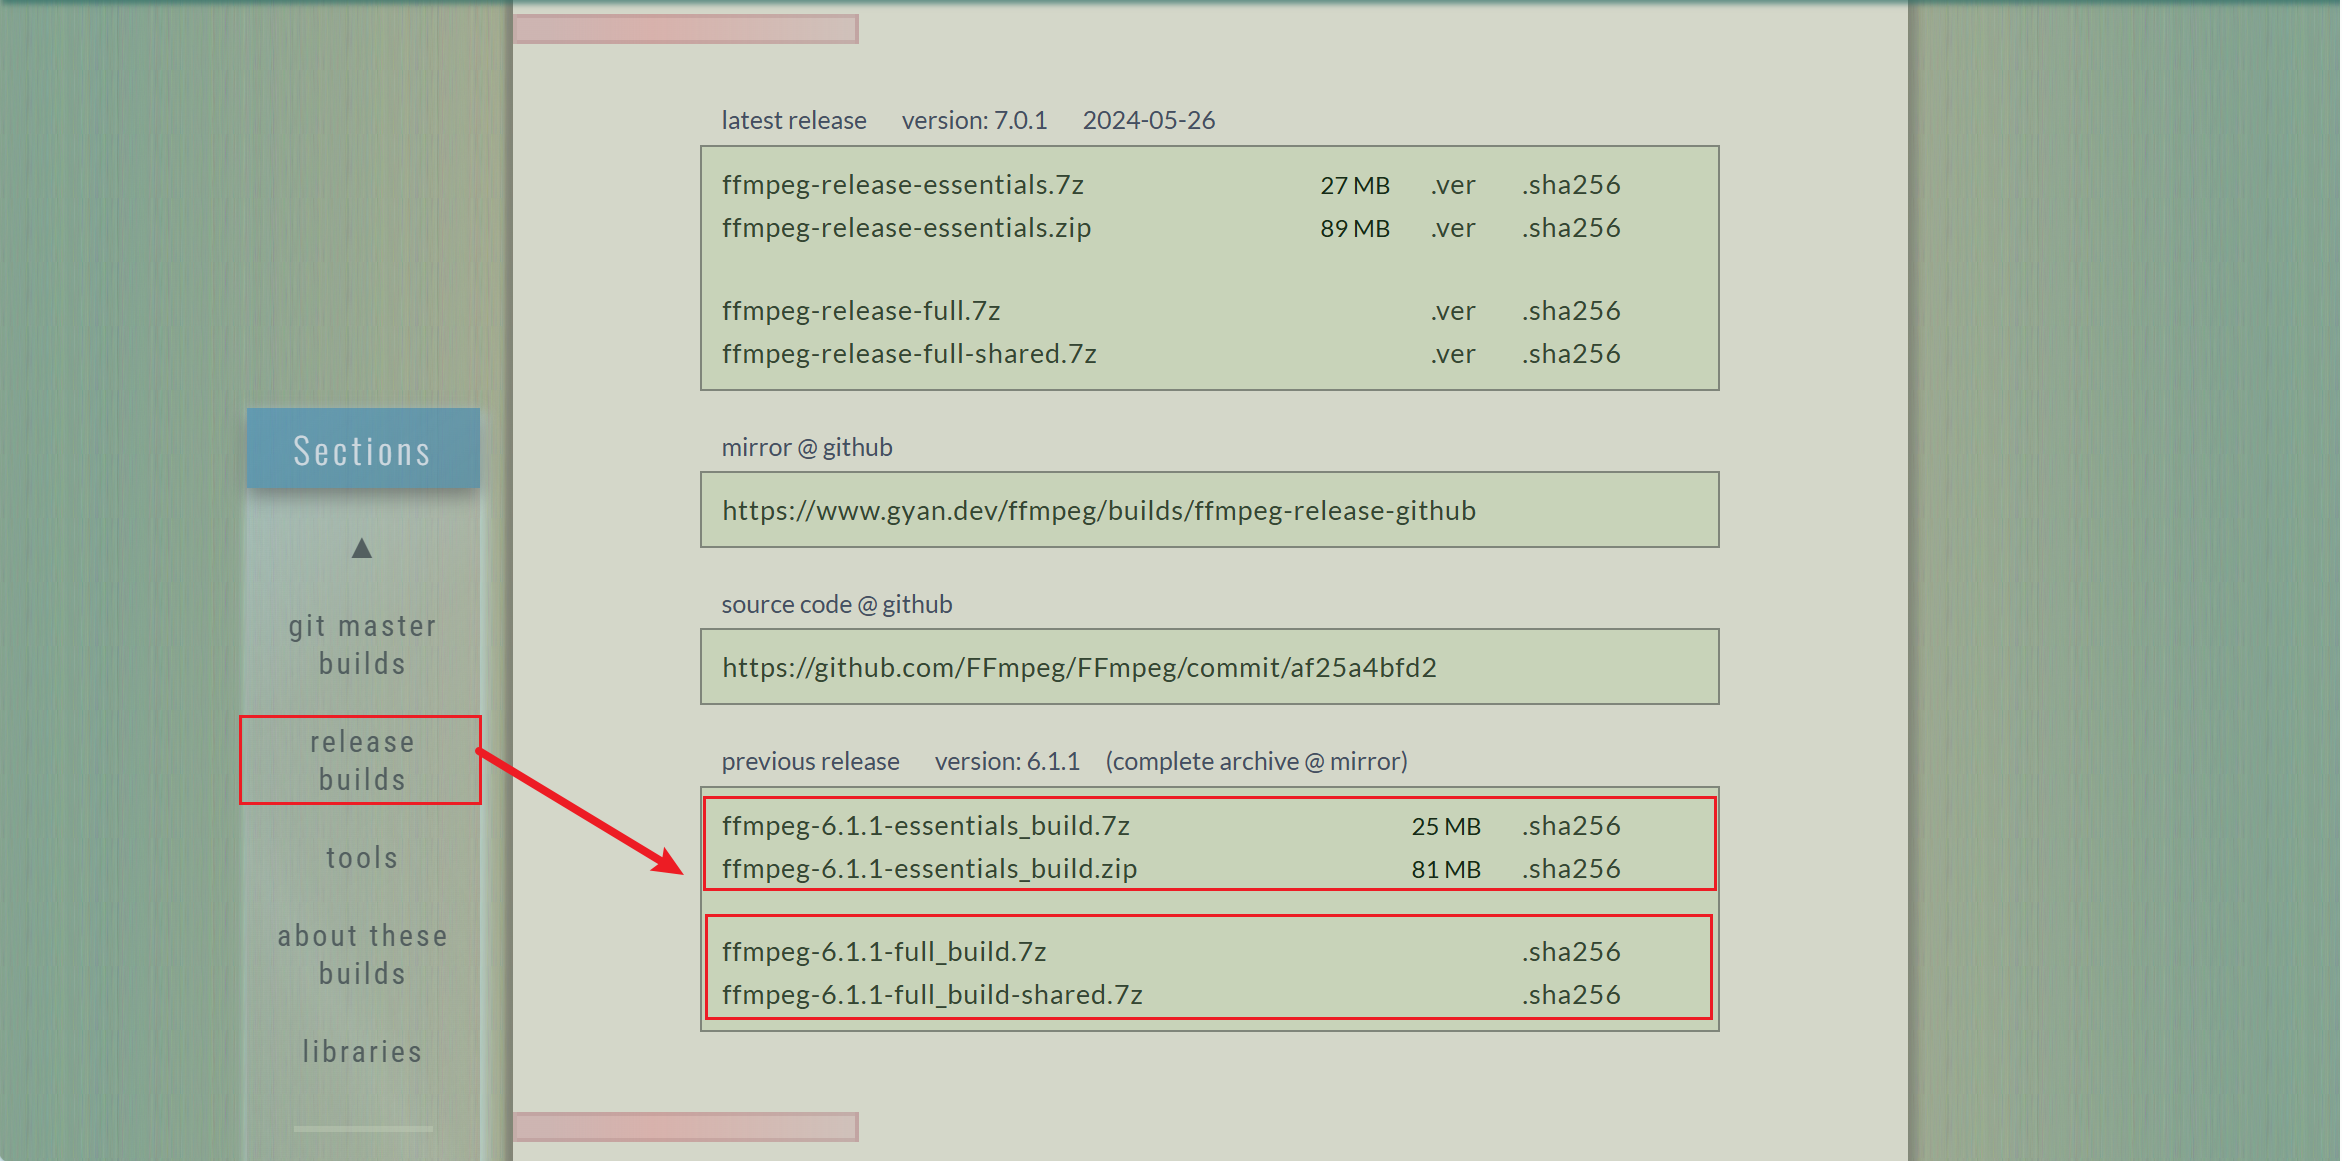 Sections
▲
git master
builds
release
builds
tools
about these
builds
libraries
latest release version: 7.0.1 2024-05-26
ffmpeg-release-essentials.7z 27 MB .ver .sha256
ffmpeg-release-essentials.zip 89 MB .ver .sha256
ffmpeg-release-full.7z .ver .sha256
ffmpeg-release-full-shared.7z .ver .sha256
mirror @ github
https://www.gyan.dev/ffmpeg/builds/ffmpeg-release-github
source code @ github
https://github.com/FFmpeg/FFmpeg/commit/af25a4bfd2
previous release version: 6.1.1 (complete archive @ mirror)
ffmpeg-6.1.1-essentials_build.7z 25 MB .sha256
ffmpeg-6.1.1-essentials_build.zip 81 MB .sha256
ffmpeg-6.1.1-full_build.7z .sha256
ffmpeg-6.1.1-full_build-shared.7z .sha256